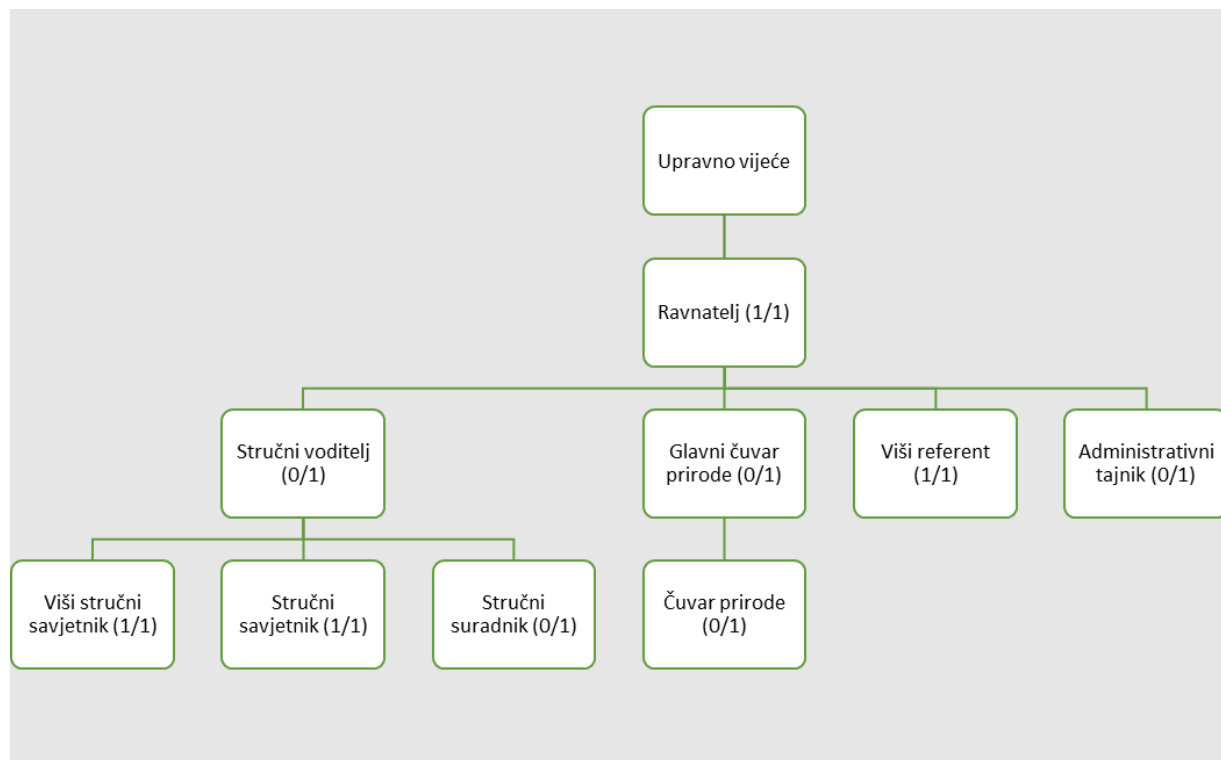 Upravno vijeće
Ravnatelj (1/1)
Stručni voditelj
(0/1)
Glavni čuvar
prirode (0/1)
Viši referent
(1/1)
Administrativni
tajnik (0/1)
Viši stručni
savjetnik (1/1)
Stručni
savjetnik (1/1)
Stručni
suradnik (0/1)
Čuvar prirode
(0/1)